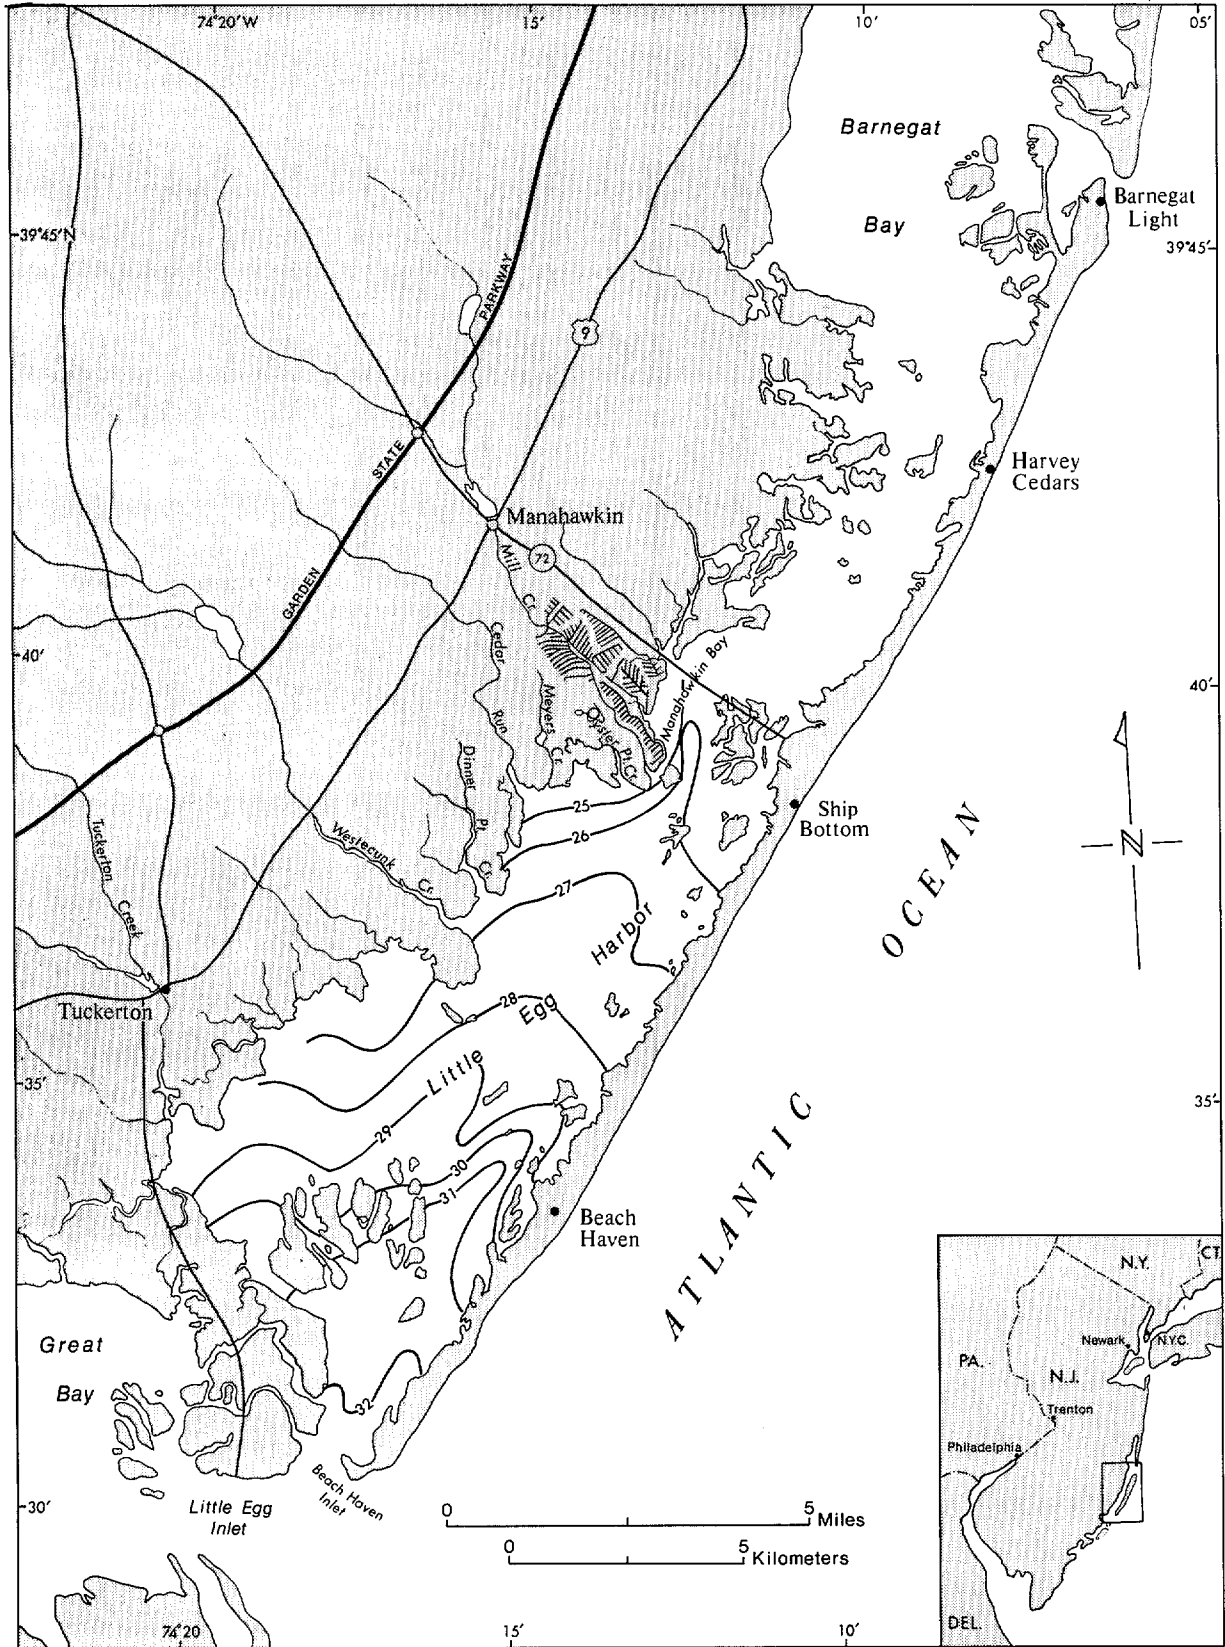 74°20'W
15'
10'
05'
Barnegat
Bay
Barnegat
Light
39°45'N
39°45'
PARKWAY
9
STATE
Harvey
Cedars
Manahawkin
72
Mill
Cr.
GARDEN
40'
40'
Cedar
Run
Meyers
Cr.
Oyster Pt. Cr.
Manahawkin Bay
Dinner
Pt.
Cr.
25
26
Ship
Bottom
Tuckerton
Creek
Westecunk
Cr.
27
Harbor
OCEAN
N
Tuckerton
28
Egg
Little
35'
35'
29
30
31
ATLANTIC
Beach
Haven
Great
Bay
32
30'
Little Egg
Inlet
Beach Haven
Inlet
0
5
Miles
0
5
Kilometers
74°20
15'
10'
N.Y.
CT.
Newark
N.Y.C.
PA.
N.J.
Trenton
Philadelphia
DEL.